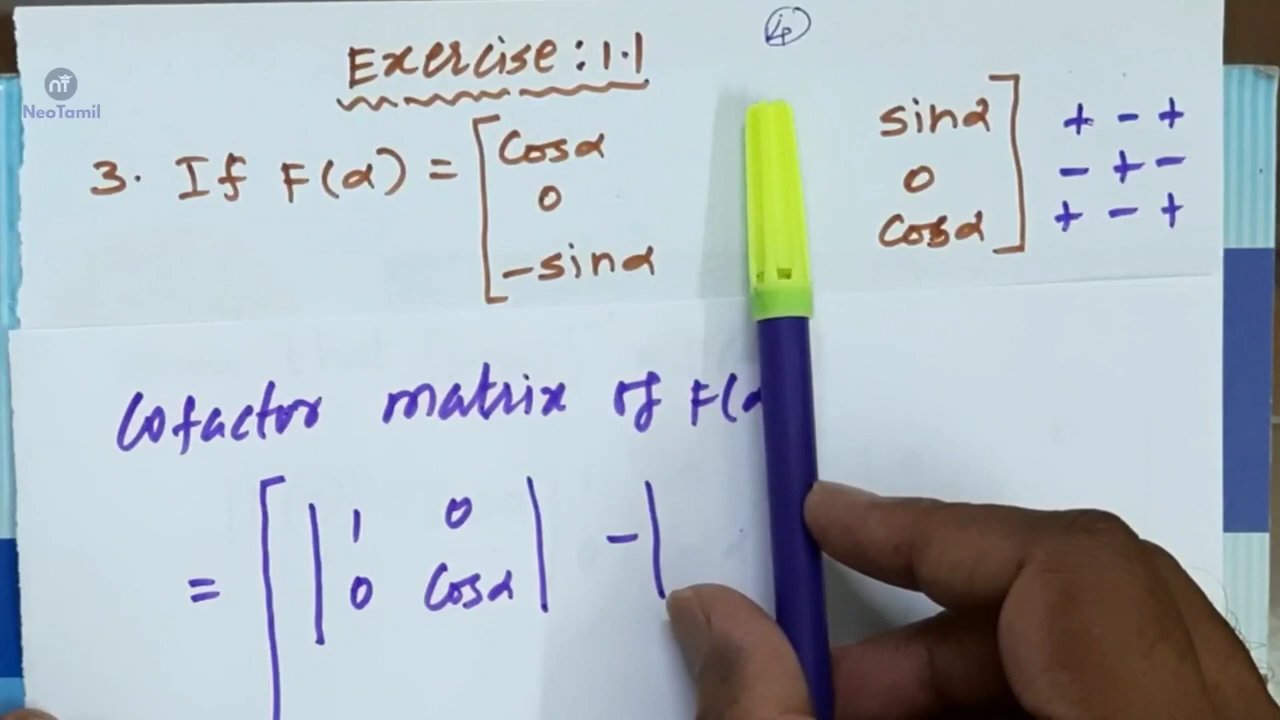 NeoTamil
Exercise: 1.1
3. If F(α) = [ cosα sinα ] + - +
0 0 - + -
-sinα cosα + - +
Cofactor matrix of F(α
= [ | 1 0 | - |
0 cosα